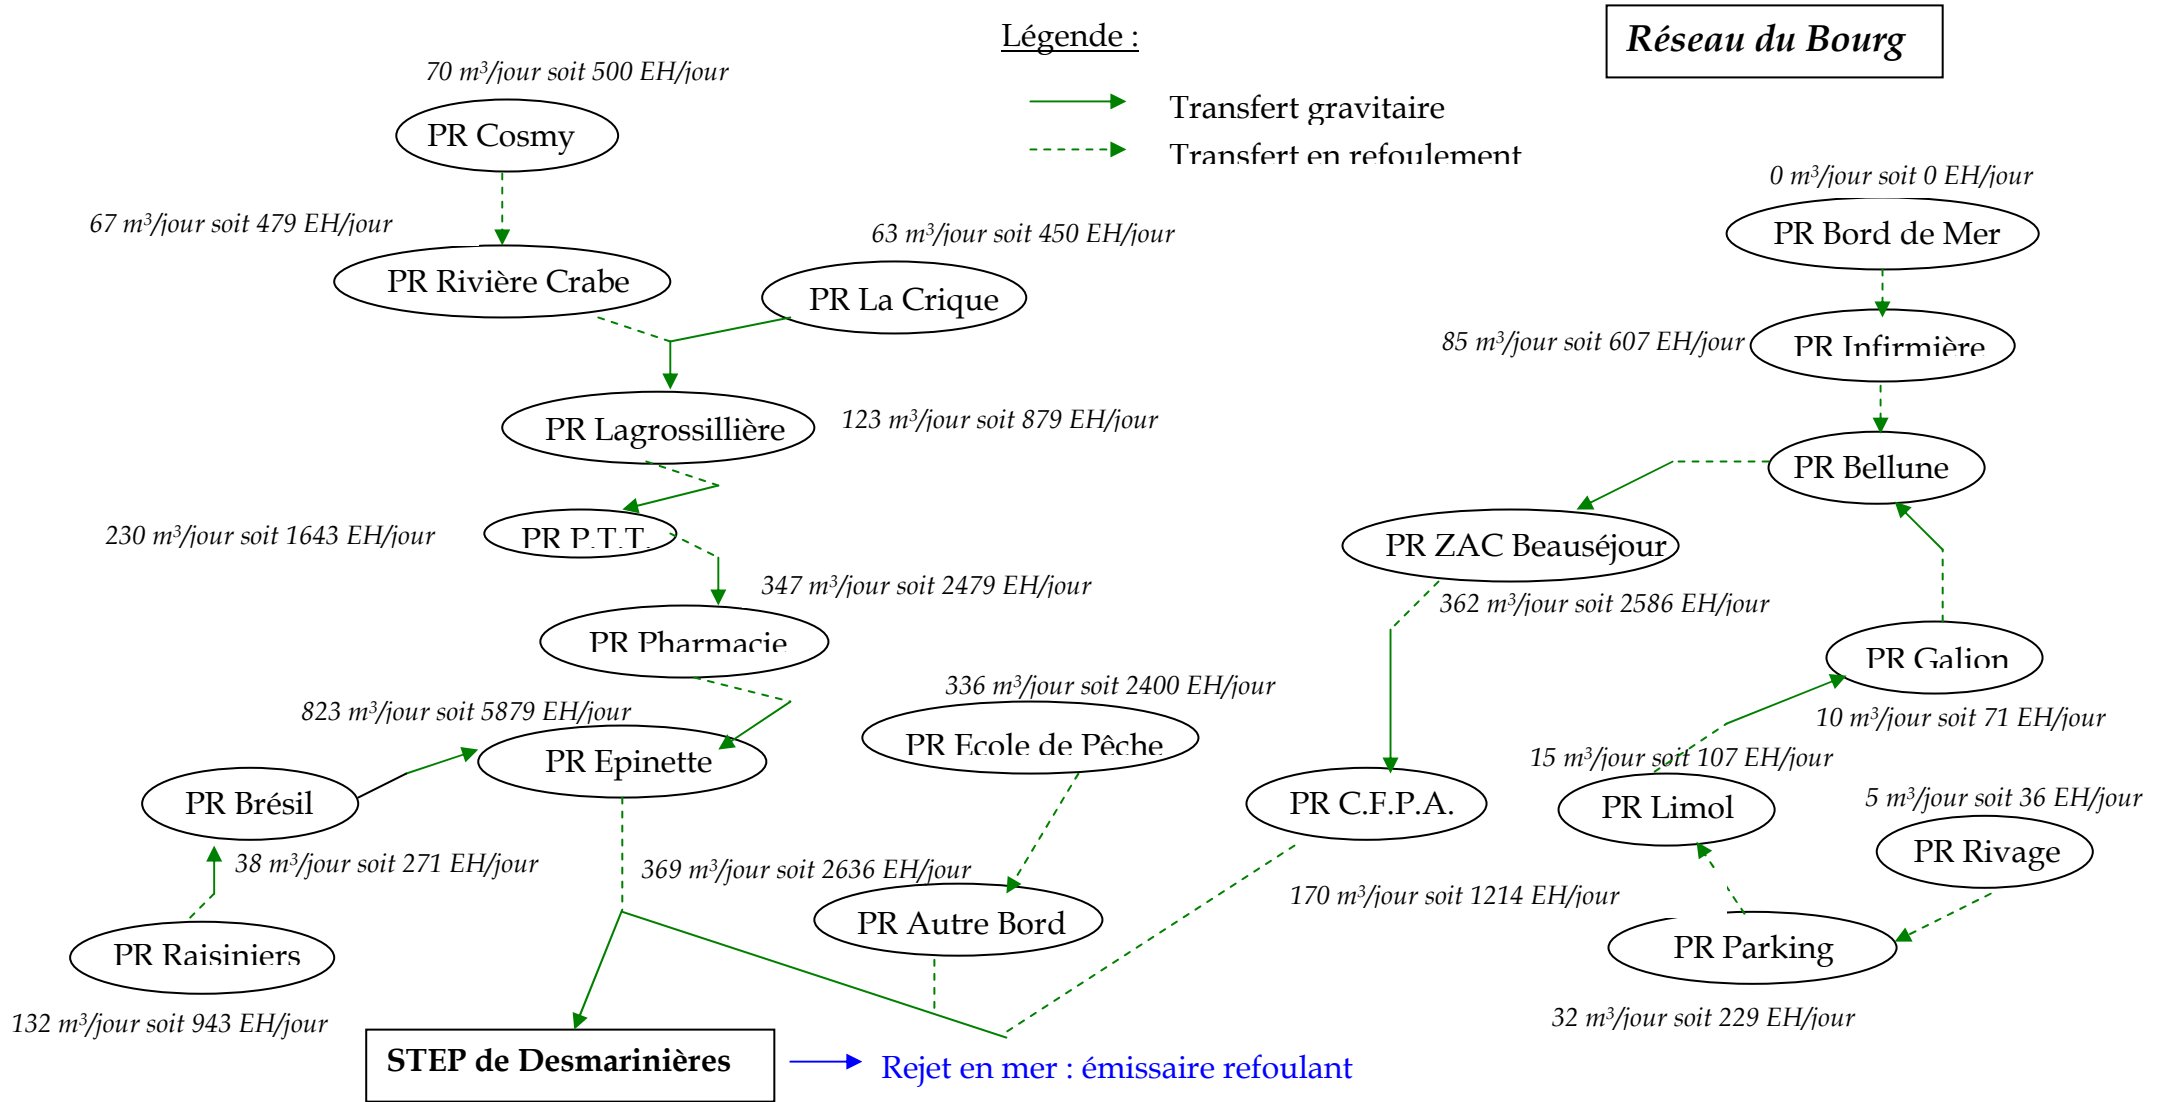 Légende :
Réseau du Bourg
70 m³/jour soit 500 EH/jour
Transfert gravitaire
PR Cosmy
Transfert en refoulement
0 m³/jour soit 0 EH/jour
67 m³/jour soit 479 EH/jour
63 m³/jour soit 450 EH/jour
PR Bord de Mer
PR Rivière Crabe
PR La Crique
85 m³/jour soit 607 EH/jour
PR Infirmière
PR Lagrossillière
123 m³/jour soit 879 EH/jour
PR Bellune
230 m³/jour soit 1643 EH/jour
PR P.T.T.
PR ZAC Beauséjour
347 m³/jour soit 2479 EH/jour
362 m³/jour soit 2586 EH/jour
PR Pharmacie
PR Galion
336 m³/jour soit 2400 EH/jour
823 m³/jour soit 5879 EH/jour
10 m³/jour soit 71 EH/jour
PR Ecole de Pêche
PR Epinette
15 m³/jour soit 107 EH/jour
PR Brésil
PR C.F.P.A.
PR Limol
5 m³/jour soit 36 EH/jour
PR Rivage
38 m³/jour soit 271 EH/jour
369 m³/jour soit 2636 EH/jour
170 m³/jour soit 1214 EH/jour
PR Autre Bord
PR Raisiniers
PR Parking
132 m³/jour soit 943 EH/jour
32 m³/jour soit 229 EH/jour
STEP de Desmarinières
Rejet en mer : émissaire refoulant